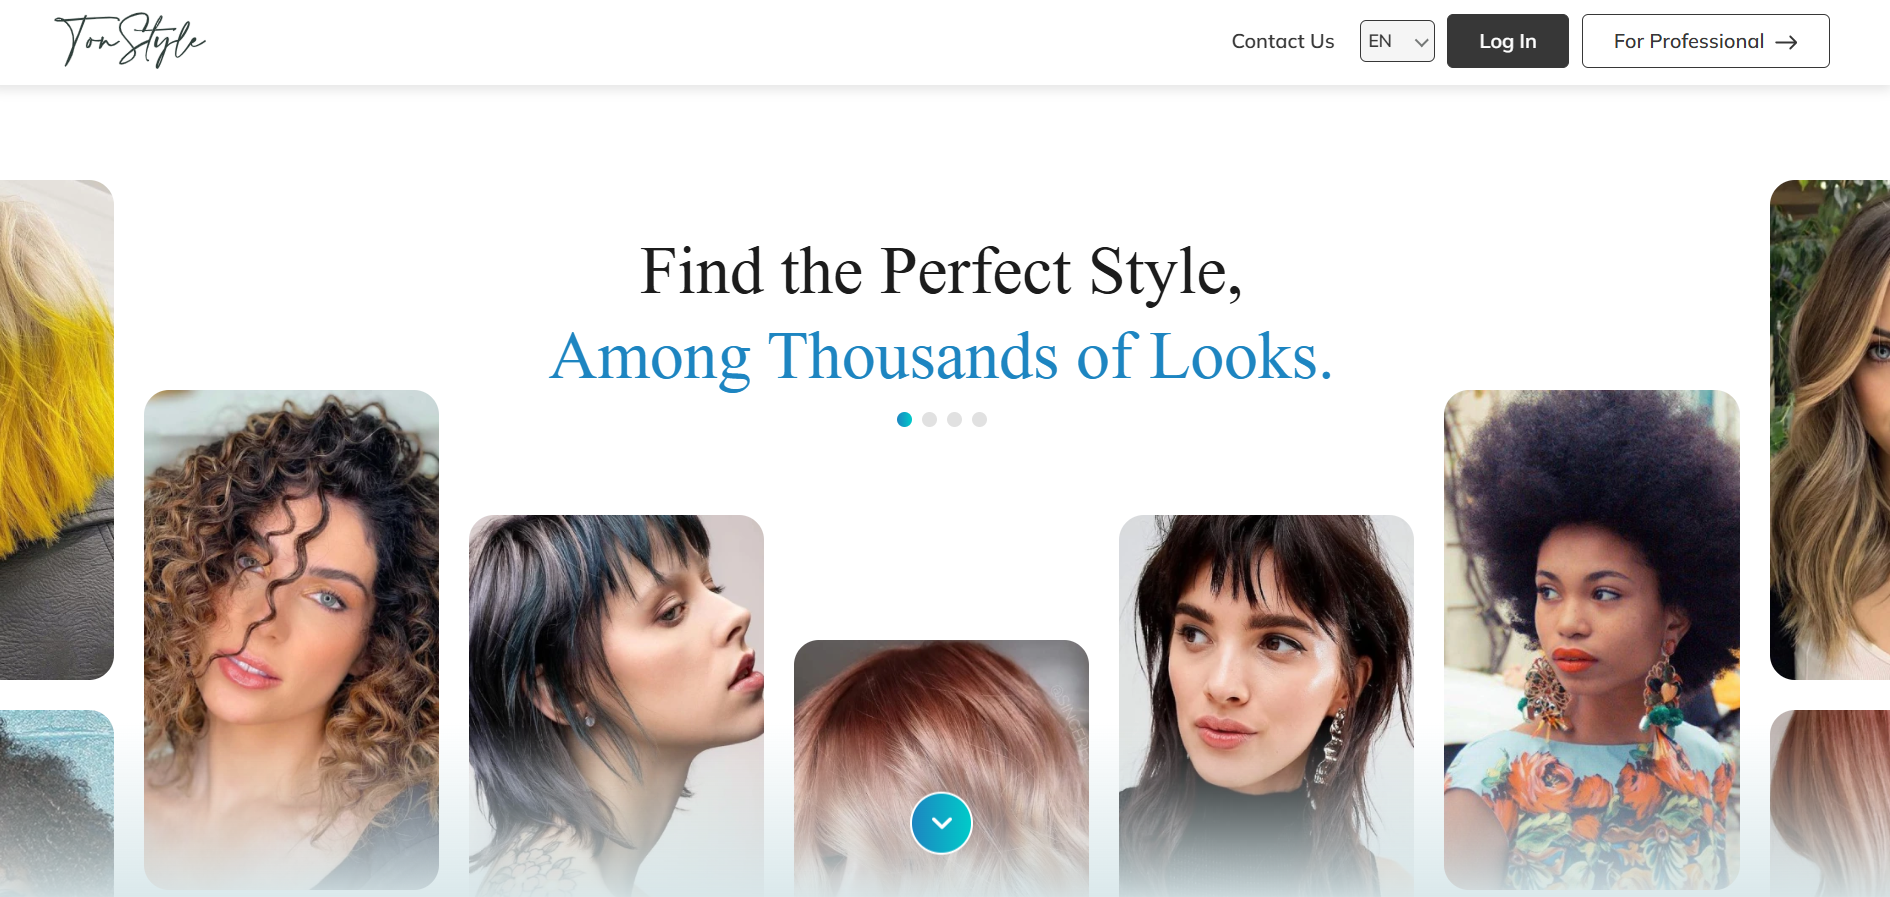 TonStyle
Contact Us
EN
Log In
For Professional
Find the Perfect Style,
Among Thousands of Looks.